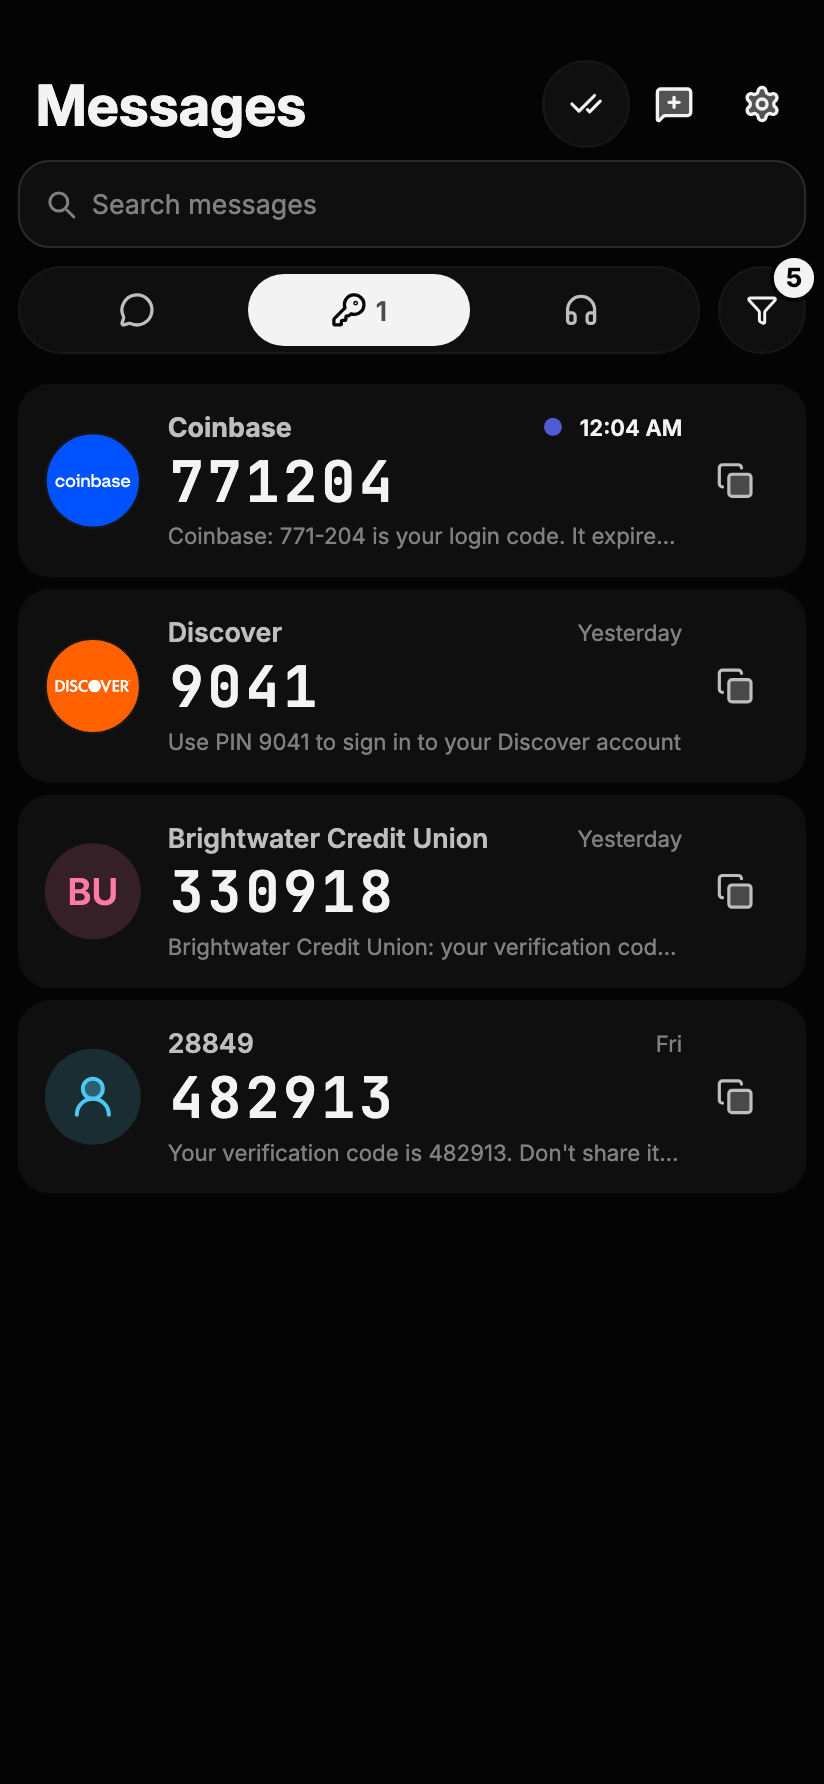 Messages
Search messages
1
5
Coinbase
12:04 AM
coinbase
771204
Coinbase: 771-204 is your login code. It expire...
Discover
Yesterday
DISCOVER
9041
Use PIN 9041 to sign in to your Discover account
Brightwater Credit Union
Yesterday
BU
330918
Brightwater Credit Union: your verification cod...
28849
Fri
482913
Your verification code is 482913. Don't share it...